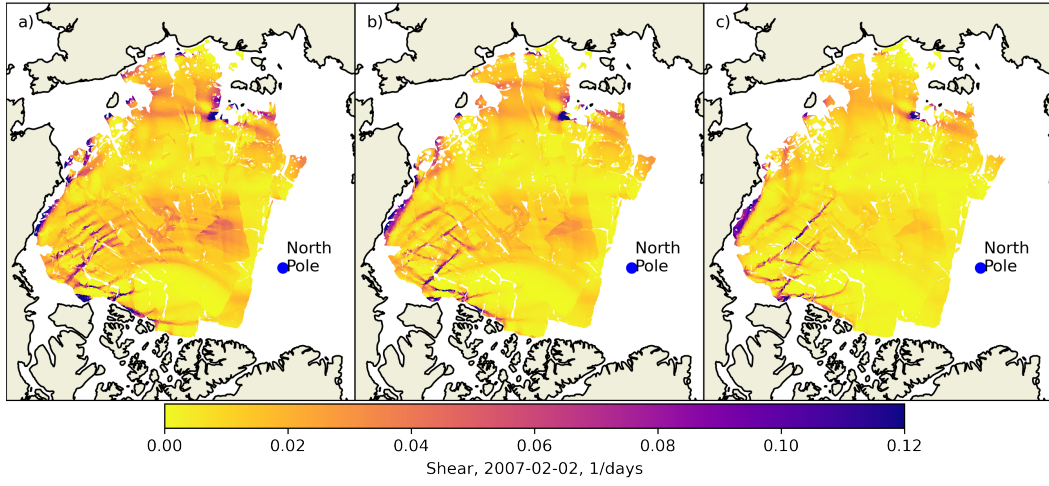 a)
b)
c)
North
Pole
North
Pole
North
Pole
0.00
0.02
0.04
0.06
0.08
0.10
0.12
Shear, 2007-02-02, 1/days